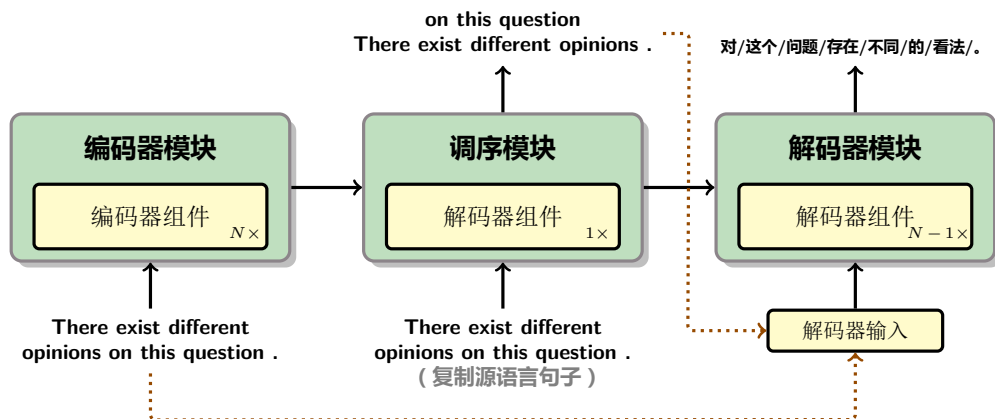 on this question
There exist different opinions .
对/这个/问题/存在/不同/的/看法/。
编码器模块
编码器组件
N×
调序模块
解码器组件
1×
解码器模块
解码器组件
N − 1×
There exist different
opinions on this question .
There exist different
opinions on this question .
（复制源语言句子）
解码器输入